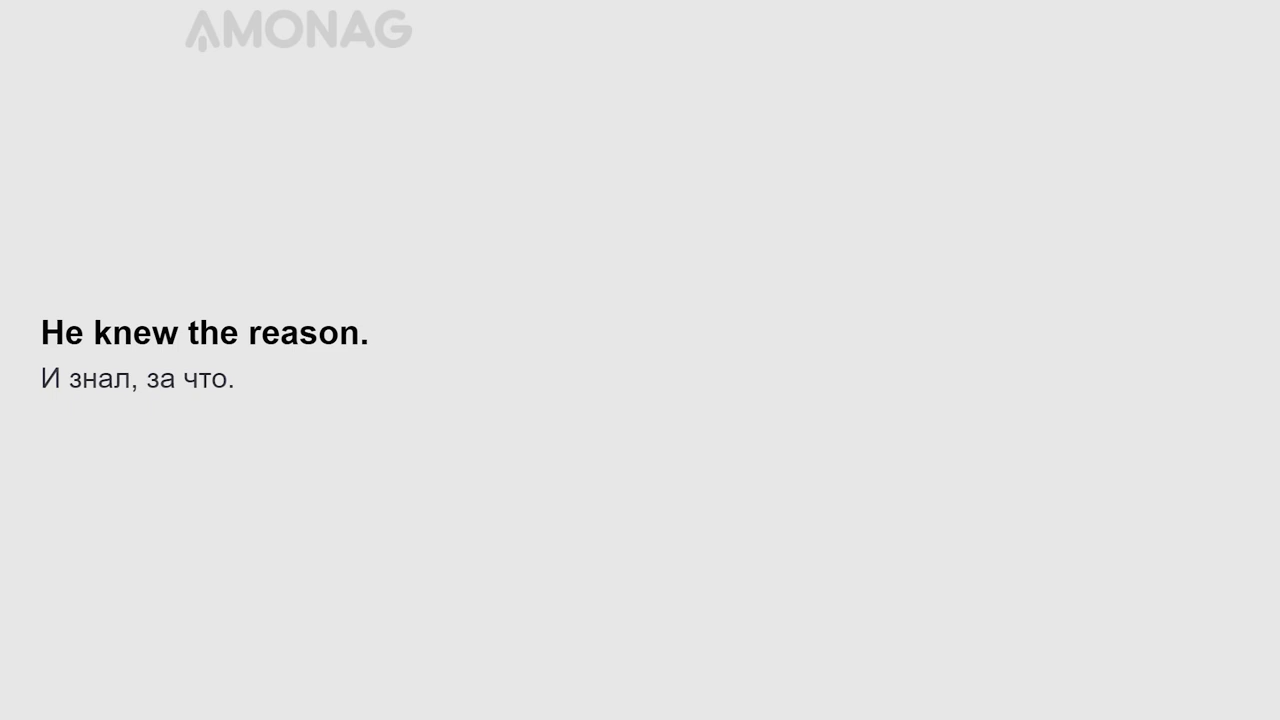 AMONAG
He knew the reason.
И знал, за что.